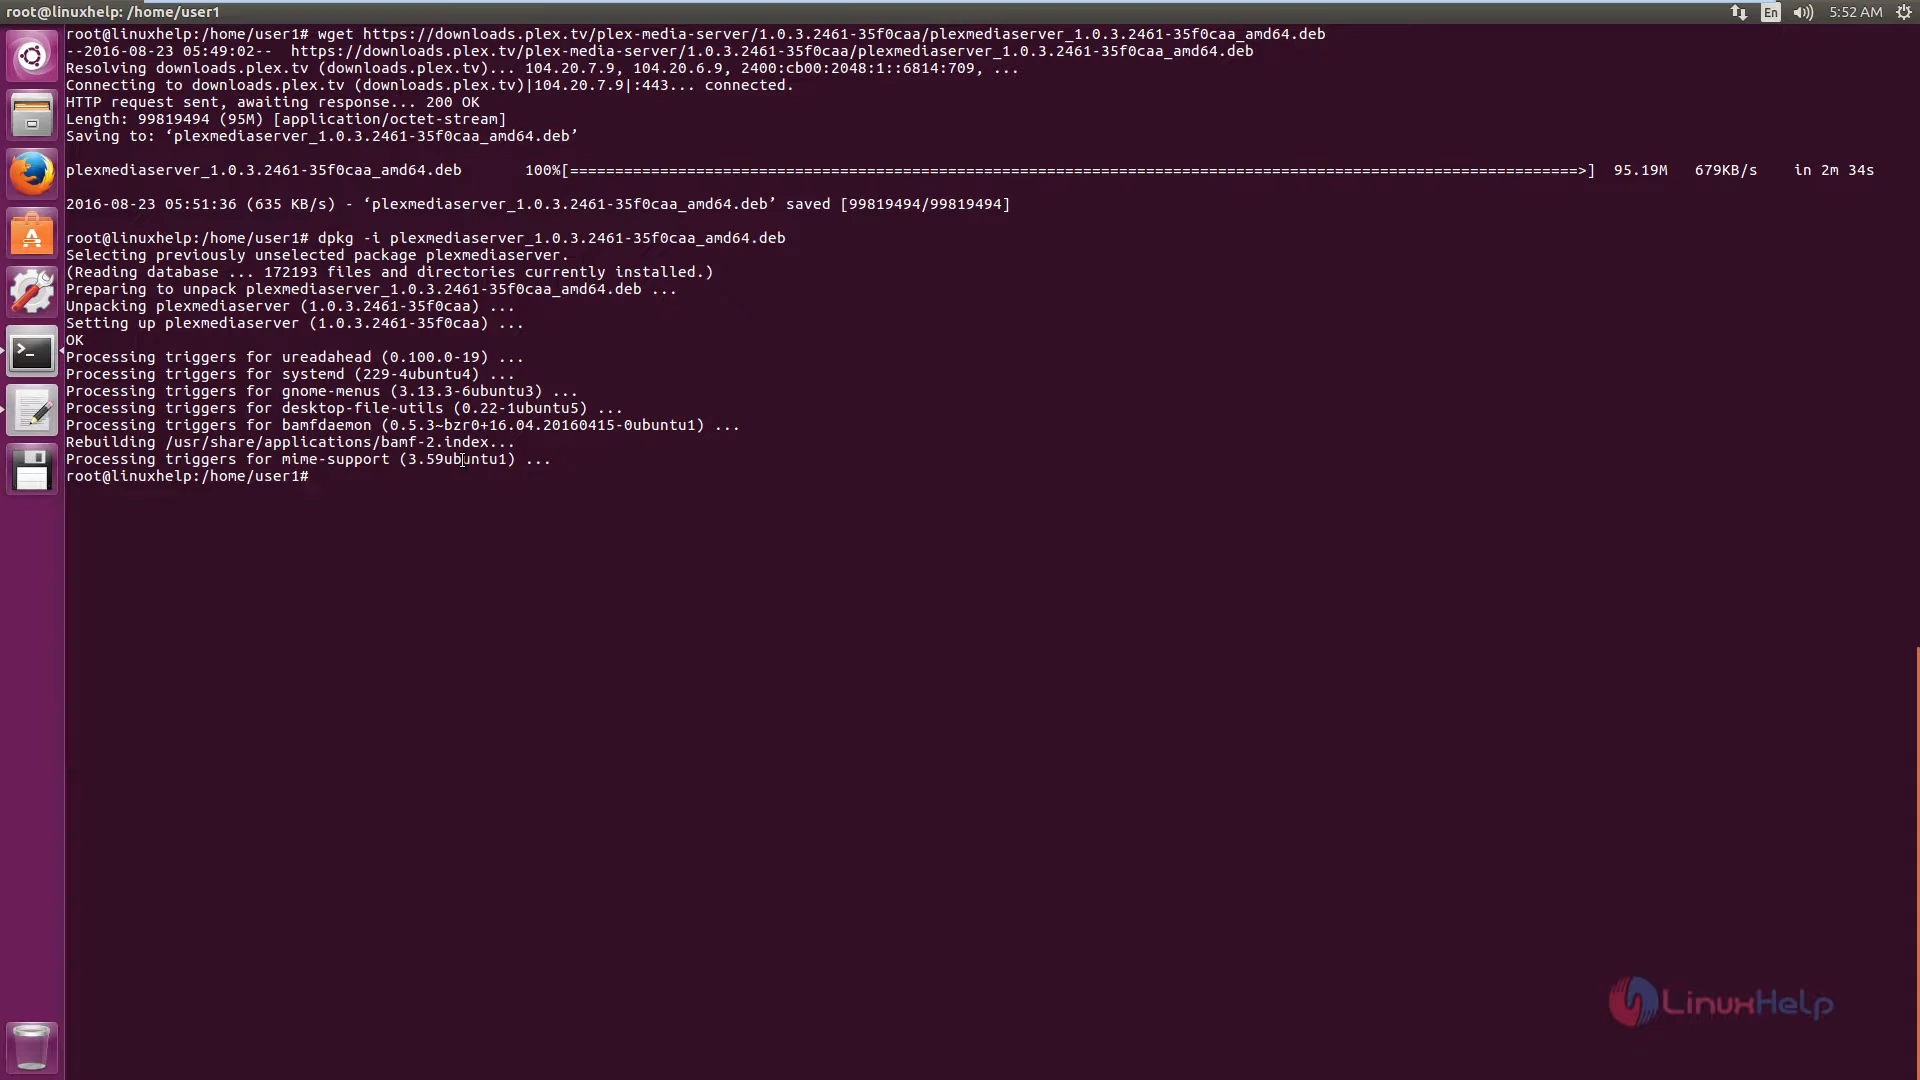 root@linuxhelp: /home/user1
En
5:52 AM
root@linuxhelp:/home/user1# wget https://downloads.plex.tv/plex-media-server/1.0.3.2461-35f0caa/plexmediaserver_1.0.3.2461-35f0caa_amd64.deb
--2016-08-23 05:49:02--  https://downloads.plex.tv/plex-media-server/1.0.3.2461-35f0caa/plexmediaserver_1.0.3.2461-35f0caa_amd64.deb
Resolving downloads.plex.tv (downloads.plex.tv)... 104.20.7.9, 104.20.6.9, 2400:cb00:2048:1::6814:709, ...
Connecting to downloads.plex.tv (downloads.plex.tv)|104.20.7.9|:443... connected.
HTTP request sent, awaiting response... 200 OK
Length: 99819494 (95M) [application/octet-stream]
Saving to: ‘plexmediaserver_1.0.3.2461-35f0caa_amd64.deb’
plexmediaserver_1.0.3.2461-35f0caa_amd64.deb       100%[================================================================================================================>]  95.19M   679KB/s    in 2m 34s
2016-08-23 05:51:36 (635 KB/s) - ‘plexmediaserver_1.0.3.2461-35f0caa_amd64.deb’ saved [99819494/99819494]
root@linuxhelp:/home/user1# dpkg -i plexmediaserver_1.0.3.2461-35f0caa_amd64.deb
Selecting previously unselected package plexmediaserver.
(Reading database ... 172193 files and directories currently installed.)
Preparing to unpack plexmediaserver_1.0.3.2461-35f0caa_amd64.deb ...
Unpacking plexmediaserver (1.0.3.2461-35f0caa) ...
Setting up plexmediaserver (1.0.3.2461-35f0caa) ...
OK
Processing triggers for ureadahead (0.100.0-19) ...
Processing triggers for systemd (229-4ubuntu4) ...
Processing triggers for gnome-menus (3.13.3-6ubuntu3) ...
Processing triggers for desktop-file-utils (0.22-1ubuntu5) ...
Processing triggers for bamfdaemon (0.5.3~bzr0+16.04.20160415-0ubuntu1) ...
Rebuilding /usr/share/applications/bamf-2.index...
Processing triggers for mime-support (3.59ubuntu1) ...
root@linuxhelp:/home/user1#
LinuxHelp